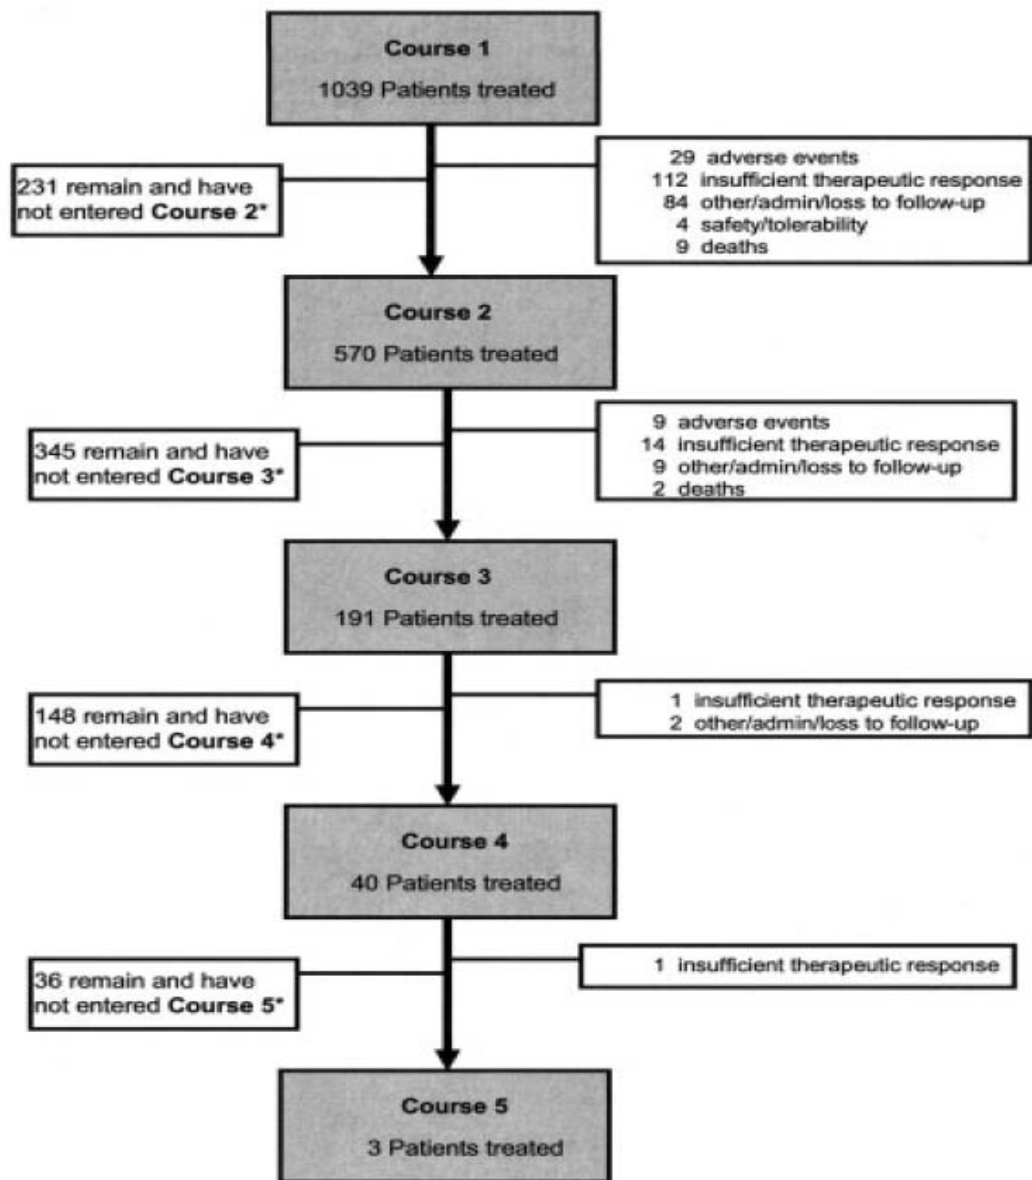 Course 1
1039 Patients treated
231 remain and have
not entered Course 2*
29 adverse events
112 insufficient therapeutic response
84 other/admin/loss to follow-up
4 safety/tolerability
9 deaths
Course 2
570 Patients treated
345 remain and have
not entered Course 3*
9 adverse events
14 insufficient therapeutic response
9 other/admin/loss to follow-up
2 deaths
Course 3
191 Patients treated
148 remain and have
not entered Course 4*
1 insufficient therapeutic response
2 other/admin/loss to follow-up
Course 4
40 Patients treated
36 remain and have
not entered Course 5*
1 insufficient therapeutic response
Course 5
3 Patients treated